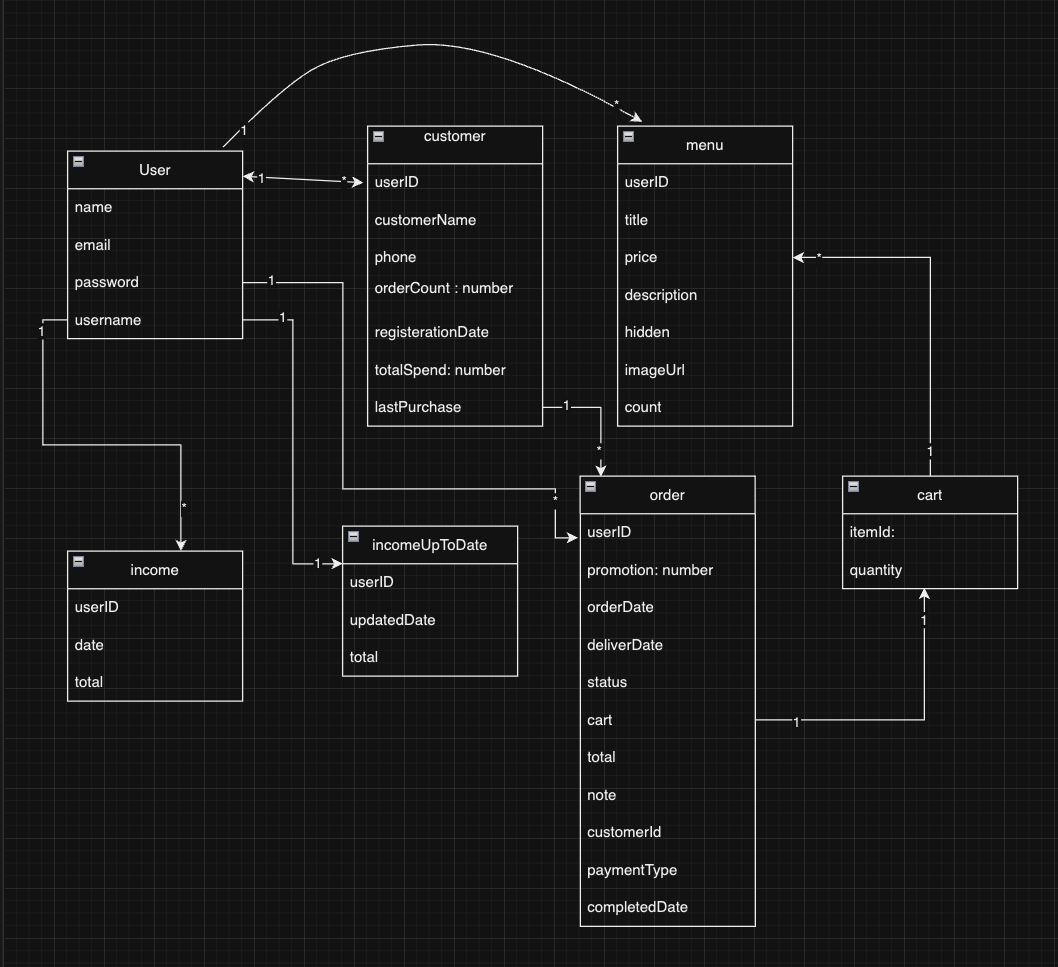 1
*
User
name
email
password
username
1
*
customer
userID
customerName
phone
orderCount : number
registerationDate
totalSpend: number
lastPurchase
menu
userID
title
price
description
hidden
imageUrl
count
*
1
1
1
1
*
1
*
*
1
income
userID
date
total
1
incomeUpToDate
userID
updatedDate
total
order
userID
promotion: number
orderDate
deliverDate
status
cart
total
note
customerId
paymentType
completedDate
cart
itemId:
quantity
1
1